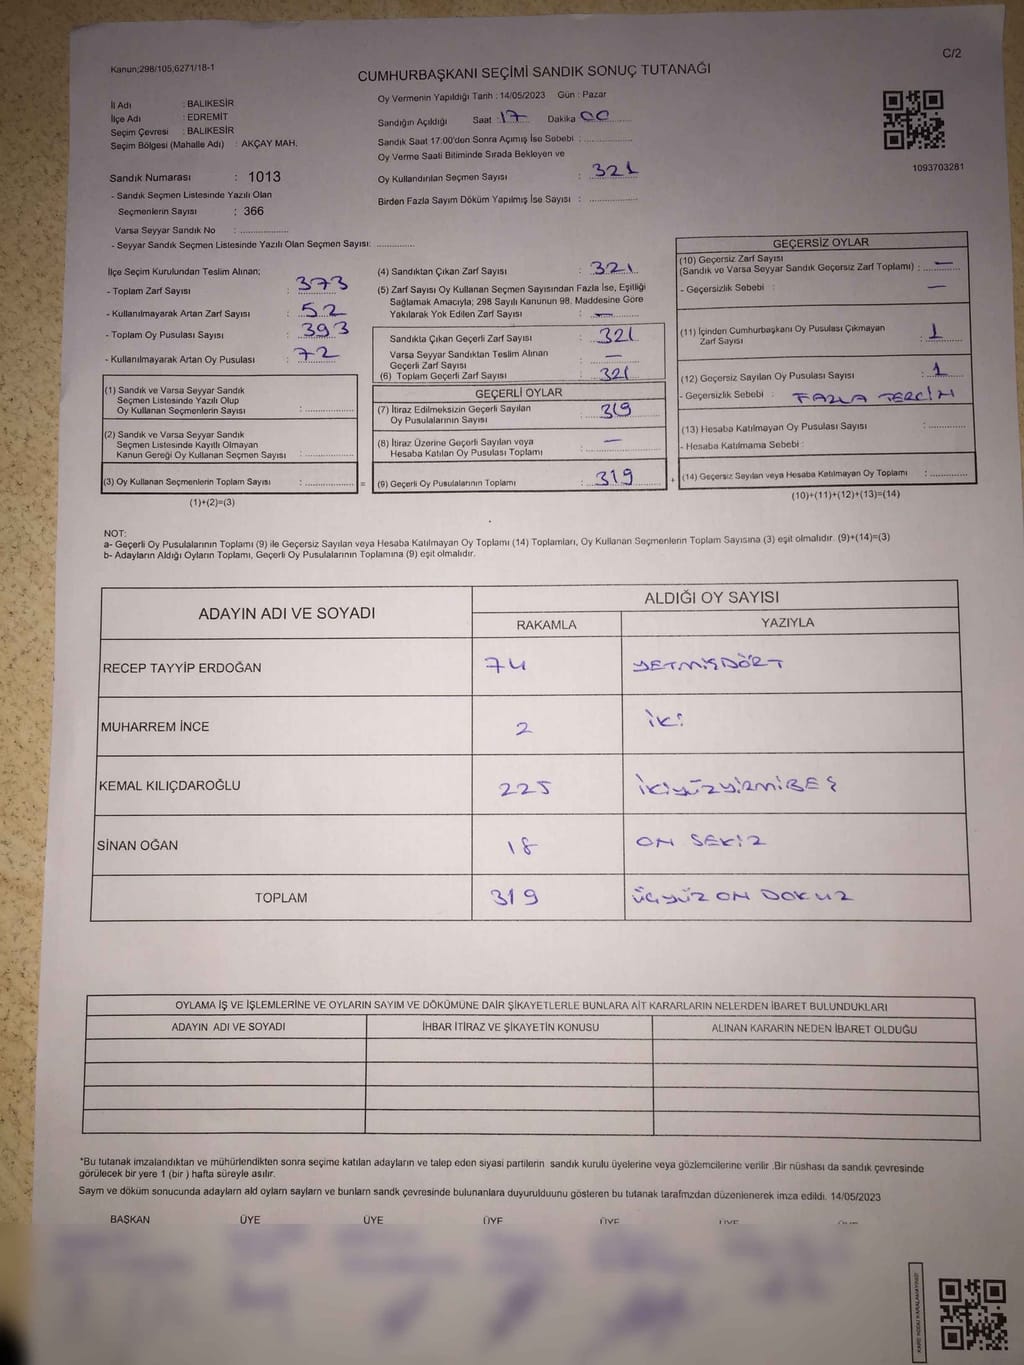 C/2
Kanun;298/105;6271/18-1
CUMHURBAŞKANI SEÇİMİ SANDIK SONUÇ TUTANAĞI
İl Adı : BALIKESİR
İlçe Adı : EDREMİT
Seçim Çevresi : BALIKESİR
Seçim Bölgesi (Mahalle Adı) : AKÇAY MAH.
Sandık Numarası : 1013
- Sandık Seçmen Listesinde Yazılı Olan
Seçmenlerin Sayısı : 366
Varsa Seyyar Sandık No : ....................
- Seyyar Sandık Seçmen Listesinde Yazılı Olan Seçmen Sayısı: ................
Oy Vermenin Yapıldığı Tarih : 14/05/2023 Gün : Pazar
Sandığın Açıldığı Saat : 17 Dakika 00
Sandık Saat 17:00'den Sonra Açımış İse Sebebi : ....................
Oy Verme Saati Bitiminde Sırada Bekleyen ve
Oy Kullandırılan Seçmen Sayısı : 321
Birden Fazla Sayım Döküm Yapılmış İse Sayısı : ....................
1093703281
İlçe Seçim Kurulundan Teslim Alınan;
- Toplam Zarf Sayısı : 373
- Kullanılmayarak Artan Zarf Sayısı : 52
- Toplam Oy Pusulası Sayısı : 393
- Kullanılmayarak Artan Oy Pusulası : 72
(1) Sandık ve Varsa Seyyar Sandık
Seçmen Listesinde Yazılı Olup
Oy Kullanan Seçmenlerin Sayısı : ....................
(2) Sandık ve Varsa Seyyar Sandık
Seçmen Listesinde Kayıtlı Olmayan
Kanun Gereği Oy Kullanan Seçmen Sayısı : ....................
(3) Oy Kullanan Seçmenlerin Toplam Sayısı : ....................
(1)+(2)=(3)
(4) Sandıktan Çıkan Zarf Sayısı : 321
(5) Zarf Sayısı Oy Kullanan Seçmen Sayısından Fazla İse, Eşitliği
Sağlamak Amacıyla; 298 Sayılı Kanunun 98. Maddesine Göre
Yakılarak Yok Edilen Zarf Sayısı : —
Sandıkta Çıkan Geçerli Zarf Sayısı : 321
Varsa Seyyar Sandıktan Teslim Alınan
Geçerli Zarf Sayısı : —
(6) Toplam Geçerli Zarf Sayısı : 321
GEÇERLİ OYLAR
(7) İtiraz Edilmeksizin Geçerli Sayılan
Oy Pusulalarının Sayısı : 319
(8) İtiraz Üzerine Geçerli Sayılan veya
Hesaba Katılan Oy Pusulası Toplamı : —
= (9) Geçerli Oy Pusulalarının Toplamı : 319 +
GEÇERSİZ OYLAR
(10) Geçersiz Zarf Sayısı
(Sandık ve Varsa Seyyar Sandık Geçersiz Zarf Toplamı) : —
- Geçersizlik Sebebi : —
(11) İçinden Cumhurbaşkanı Oy Pusulası Çıkmayan
Zarf Sayısı : 1
(12) Geçersiz Sayılan Oy Pusulası Sayısı : 1
- Geçersizlik Sebebi : FAZLA TERCİH
(13) Hesaba Katılmayan Oy Pusulası Sayısı : ................
- Hesaba Katılmama Sebebi :
(14) Geçersiz Sayılan veya Hesaba Katılmayan Oy Toplamı : ................
(10)+(11)+(12)+(13)=(14)
NOT:
a- Geçerli Oy Pusulalarının Toplamı (9) ile Geçersiz Sayılan veya Hesaba Katılmayan Oy Toplamı (14) Toplamları, Oy Kullanan Seçmenlerin Toplam Sayısına (3) eşit olmalıdır. (9)+(14)=(3)
b- Adayların Aldığı Oyların Toplamı, Geçerli Oy Pusulalarının Toplamına (9) eşit olmalıdır.
ADAYIN ADI VE SOYADI
ALDIĞI OY SAYISI
RAKAMLA YAZIYLA
RECEP TAYYİP ERDOĞAN 74 YETMİŞDÖRT
MUHARREM İNCE 2 İKİ
KEMAL KILIÇDAROĞLU 225 İKİYÜZYİRMİBEŞ
SİNAN OĞAN 18 ON SEKİZ
TOPLAM 319 ÜÇYÜZ ON DOKUZ
OYLAMA İŞ VE İŞLEMLERİNE VE OYLARIN SAYIM VE DÖKÜMÜNE DAİR ŞİKAYETLERLE BUNLARA AİT KARARLARIN NELERDEN İBARET BULUNDUKLARI
ADAYIN ADI VE SOYADI İHBAR İTİRAZ VE ŞİKAYETİN KONUSU ALINAN KARARIN NEDEN İBARET OLDUĞU
*Bu tutanak imzalandıktan ve mühürlendikten sonra seçime katılan adayların ve talep eden siyasi partilerin sandık kurulu üyelerine veya gözlemcilerine verilir .Bir nüshası da sandık çevresinde
görülecek bir yere 1 (bir ) hafta süreyle asılır.
Saym ve döküm sonucunda adaylarn ald oylarn saylarn ve bunlarn sandk çevresinde bulunanlara duyurulduunu gösteren bu tutanak tarafmzdan düzenlenerek imza edildi. 14/05/2023
BAŞKAN ÜYE ÜYE ÜYE ÜYE ÜYE